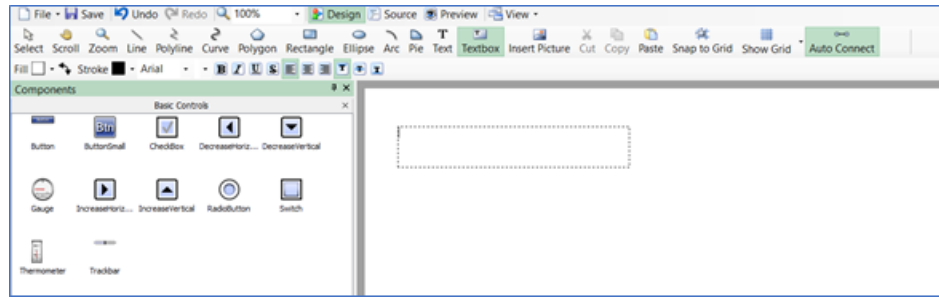 File Save Undo Redo 100% Design Source Preview View
Select Scroll Zoom Line Polyline Curve Polygon Rectangle Ellipse Arc Pie Text Textbox Insert Picture Cut Copy Paste Snap to Grid Show Grid Auto Connect
Fill Stroke Arial B I U S T T T
Components
Basic Controls
Btn
Button ButtonSmall CheckBox DecreaseHoriz... DecreaseVertical
Gauge IncreaseHoriz... IncreaseVertical RadioButton Switch
Thermometer Trackbar